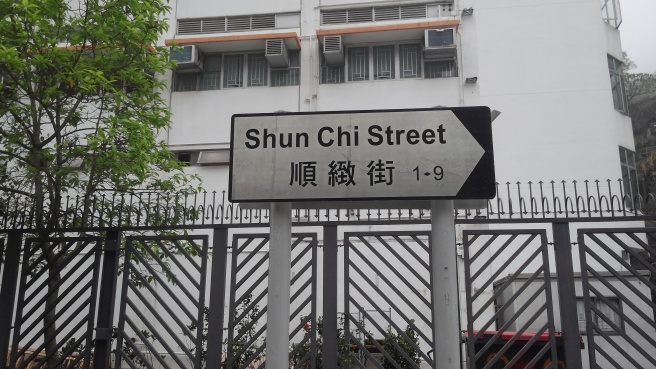 Shun Chi Street
順緻街 1-9